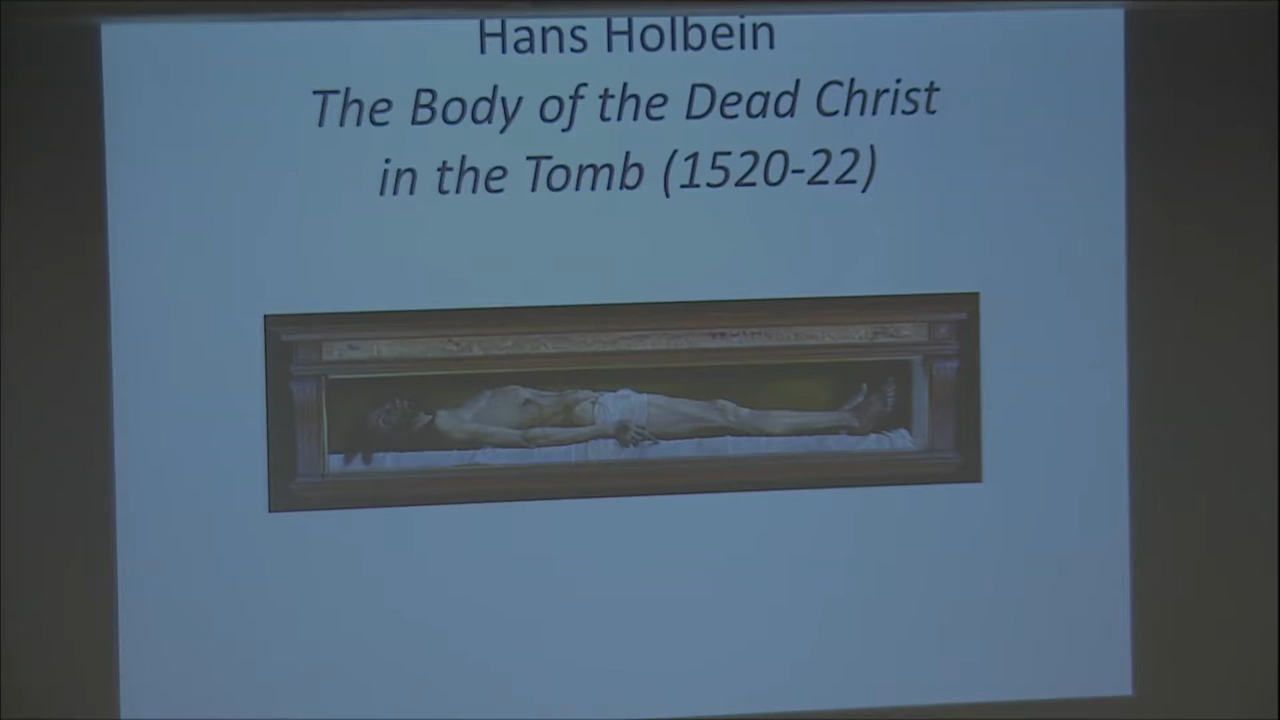 Hans Holbein
The Body of the Dead Christ
in the Tomb (1520-22)